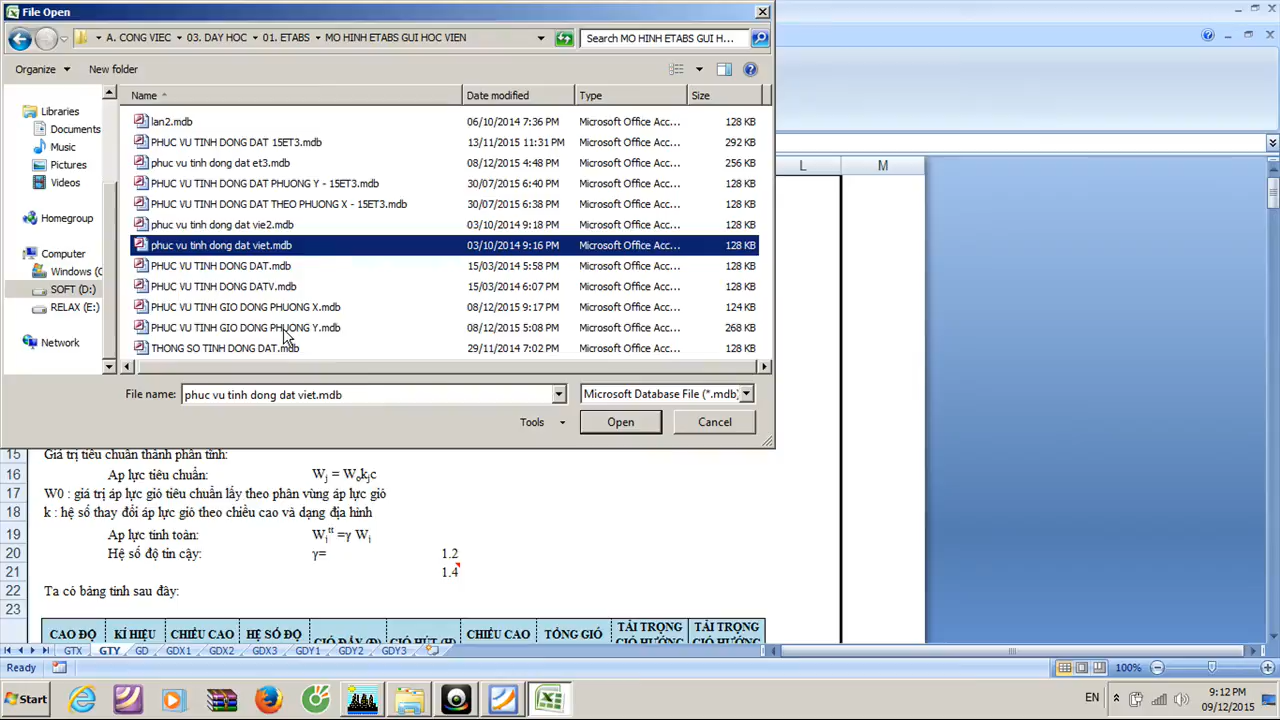 File Open
A. CONG VIEC
03. DAY HOC
01. ETABS
MO HINH ETABS GUI HOC VIEN
Search MO HINH ETABS GUI H...
Organize
New folder
Name
Date modified
Type
Size
Libraries
Documents
Music
Pictures
Videos
Homegroup
Computer
Windows (C
SOFT (D:)
RELAX (E:)
Network
lan2.mdb 06/10/2014 7:36 PM Microsoft Office Acc... 128 KB
PHUC VU TINH DONG DAT 15ET3.mdb 13/11/2015 11:31 PM Microsoft Office Acc... 292 KB
phuc vu tinh dong dat et3.mdb 08/12/2015 4:48 PM Microsoft Office Acc... 256 KB
PHUC VU TINH DONG DAT PHUONG Y - 15ET3.mdb 30/07/2015 6:40 PM Microsoft Office Acc... 128 KB
PHUC VU TINH DONG DAT THEO PHUONG X - 15ET3.mdb 30/07/2015 6:38 PM Microsoft Office Acc... 128 KB
phuc vu tinh dong dat vie2.mdb 03/10/2014 9:18 PM Microsoft Office Acc... 128 KB
phuc vu tinh dong dat viet.mdb 03/10/2014 9:16 PM Microsoft Office Acc... 128 KB
PHUC VU TINH DONG DAT.mdb 15/03/2014 5:58 PM Microsoft Office Acc... 128 KB
PHUC VU TINH DONG DATV.mdb 15/03/2014 6:07 PM Microsoft Office Acc... 128 KB
PHUC VU TINH GIO DONG PHUONG X.mdb 08/12/2015 9:17 PM Microsoft Office Acc... 124 KB
PHUC VU TINH GIO DONG PHUONG Y.mdb 08/12/2015 5:08 PM Microsoft Office Acc... 268 KB
THONG SO TINH DONG DAT.mdb 29/11/2014 7:02 PM Microsoft Office Acc... 128 KB
File name: phuc vu tinh dong dat viet.mdb Microsoft Database File (*.mdb)
Tools Open Cancel
L M
15 Giá trị tiêu chuẩn thành phần tĩnh:
16 Áp lực tiêu chuẩn: Wj = Wokjc
17 W0 : giá trị áp lực gió tiêu chuẩn lấy theo phân vùng áp lực gió
18 k : hệ số thay đổi áp lực gió theo chiều cao và dạng địa hình
19 Áp lực tính toán: Witt =γ Wi
20 Hệ số độ tin cậy: γ= 1.2
21 1.4
22 Ta có bảng tính sau đây:
23
CAO ĐỘ KÍ HIỆU CHIỀU CAO HỆ SỐ ĐỘ GIÓ ĐẨY (Đ) GIÓ HÚT (H) CHIỀU CAO TỔNG GIÓ TẢI TRỌNG GIÓ HƯỚNG TẢI TRỌNG GIÓ HƯỚNG
GTX GTY GD GDX1 GDX2 GDX3 GDY1 GDY2 GDY3
Ready 100%
Start EN 9:12 PM
09/12/2015